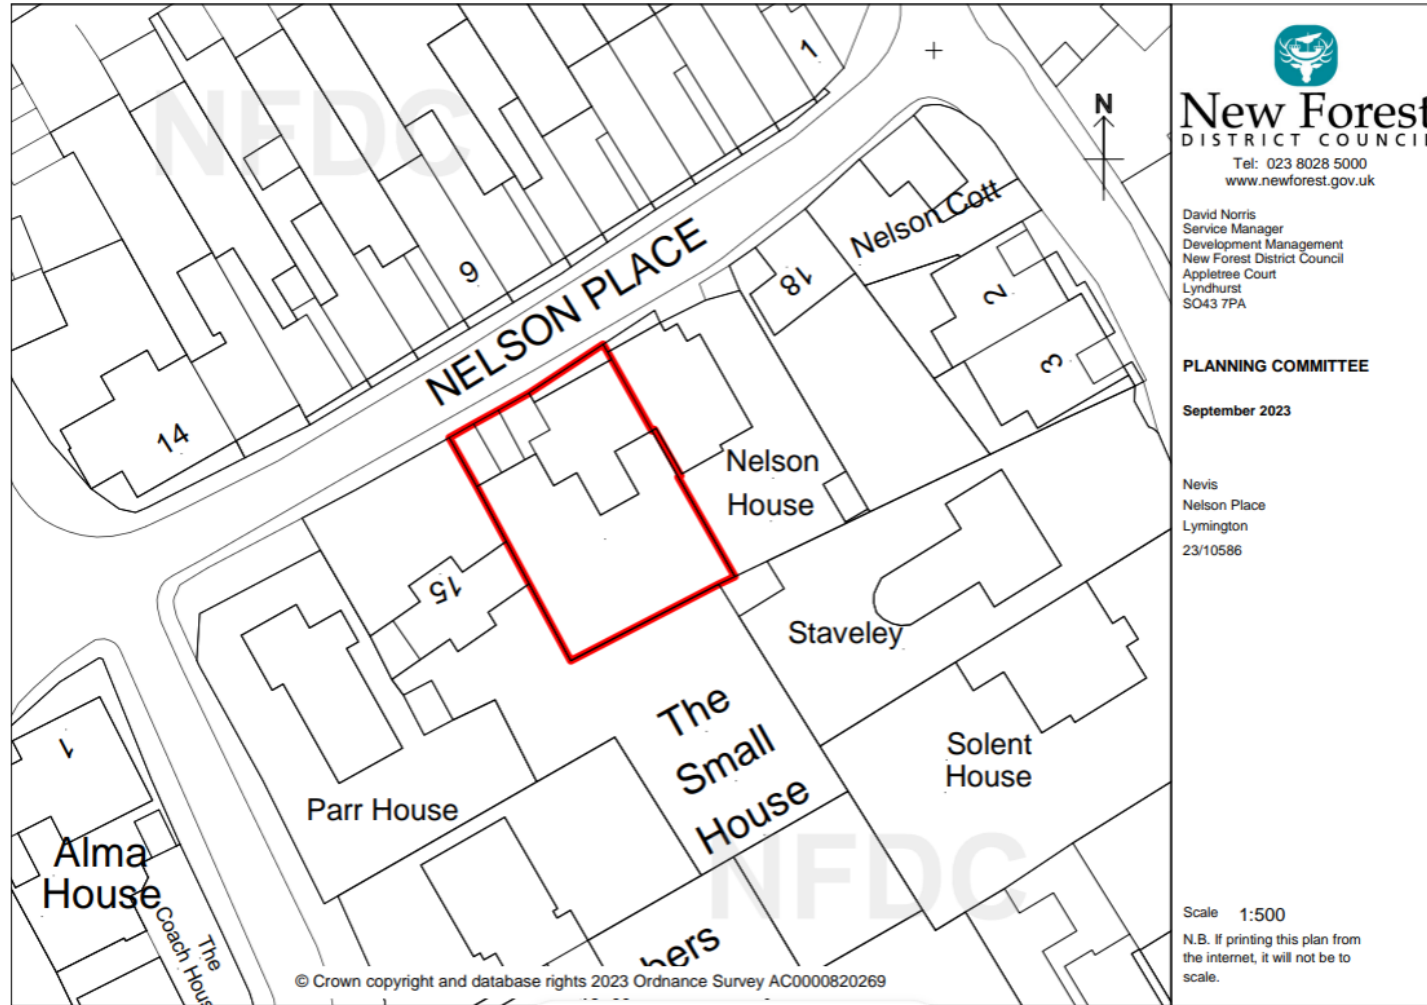 NFDC
1
N
9
NELSON PLACE
18
Nelson Cott
2
3
14
Nelson
House
15
Staveley
The
Small
House
Solent
House
Parr House
1
Alma
House
The
NFDC
© Crown copyright and database rights 2023 Ordnance Survey AC0000820269
New Forest
DISTRICT COUNCIL
Tel: 023 8028 5000
www.newforest.gov.uk
David Norris
Service Manager
Development Management
New Forest District Council
Appletree Court
Lyndhurst
SO43 7PA
PLANNING COMMITTEE
September 2023
Nevis
Nelson Place
Lymington
23/10586
Scale 1:500
N.B. If printing this plan from
the internet, it will not be to
scale.